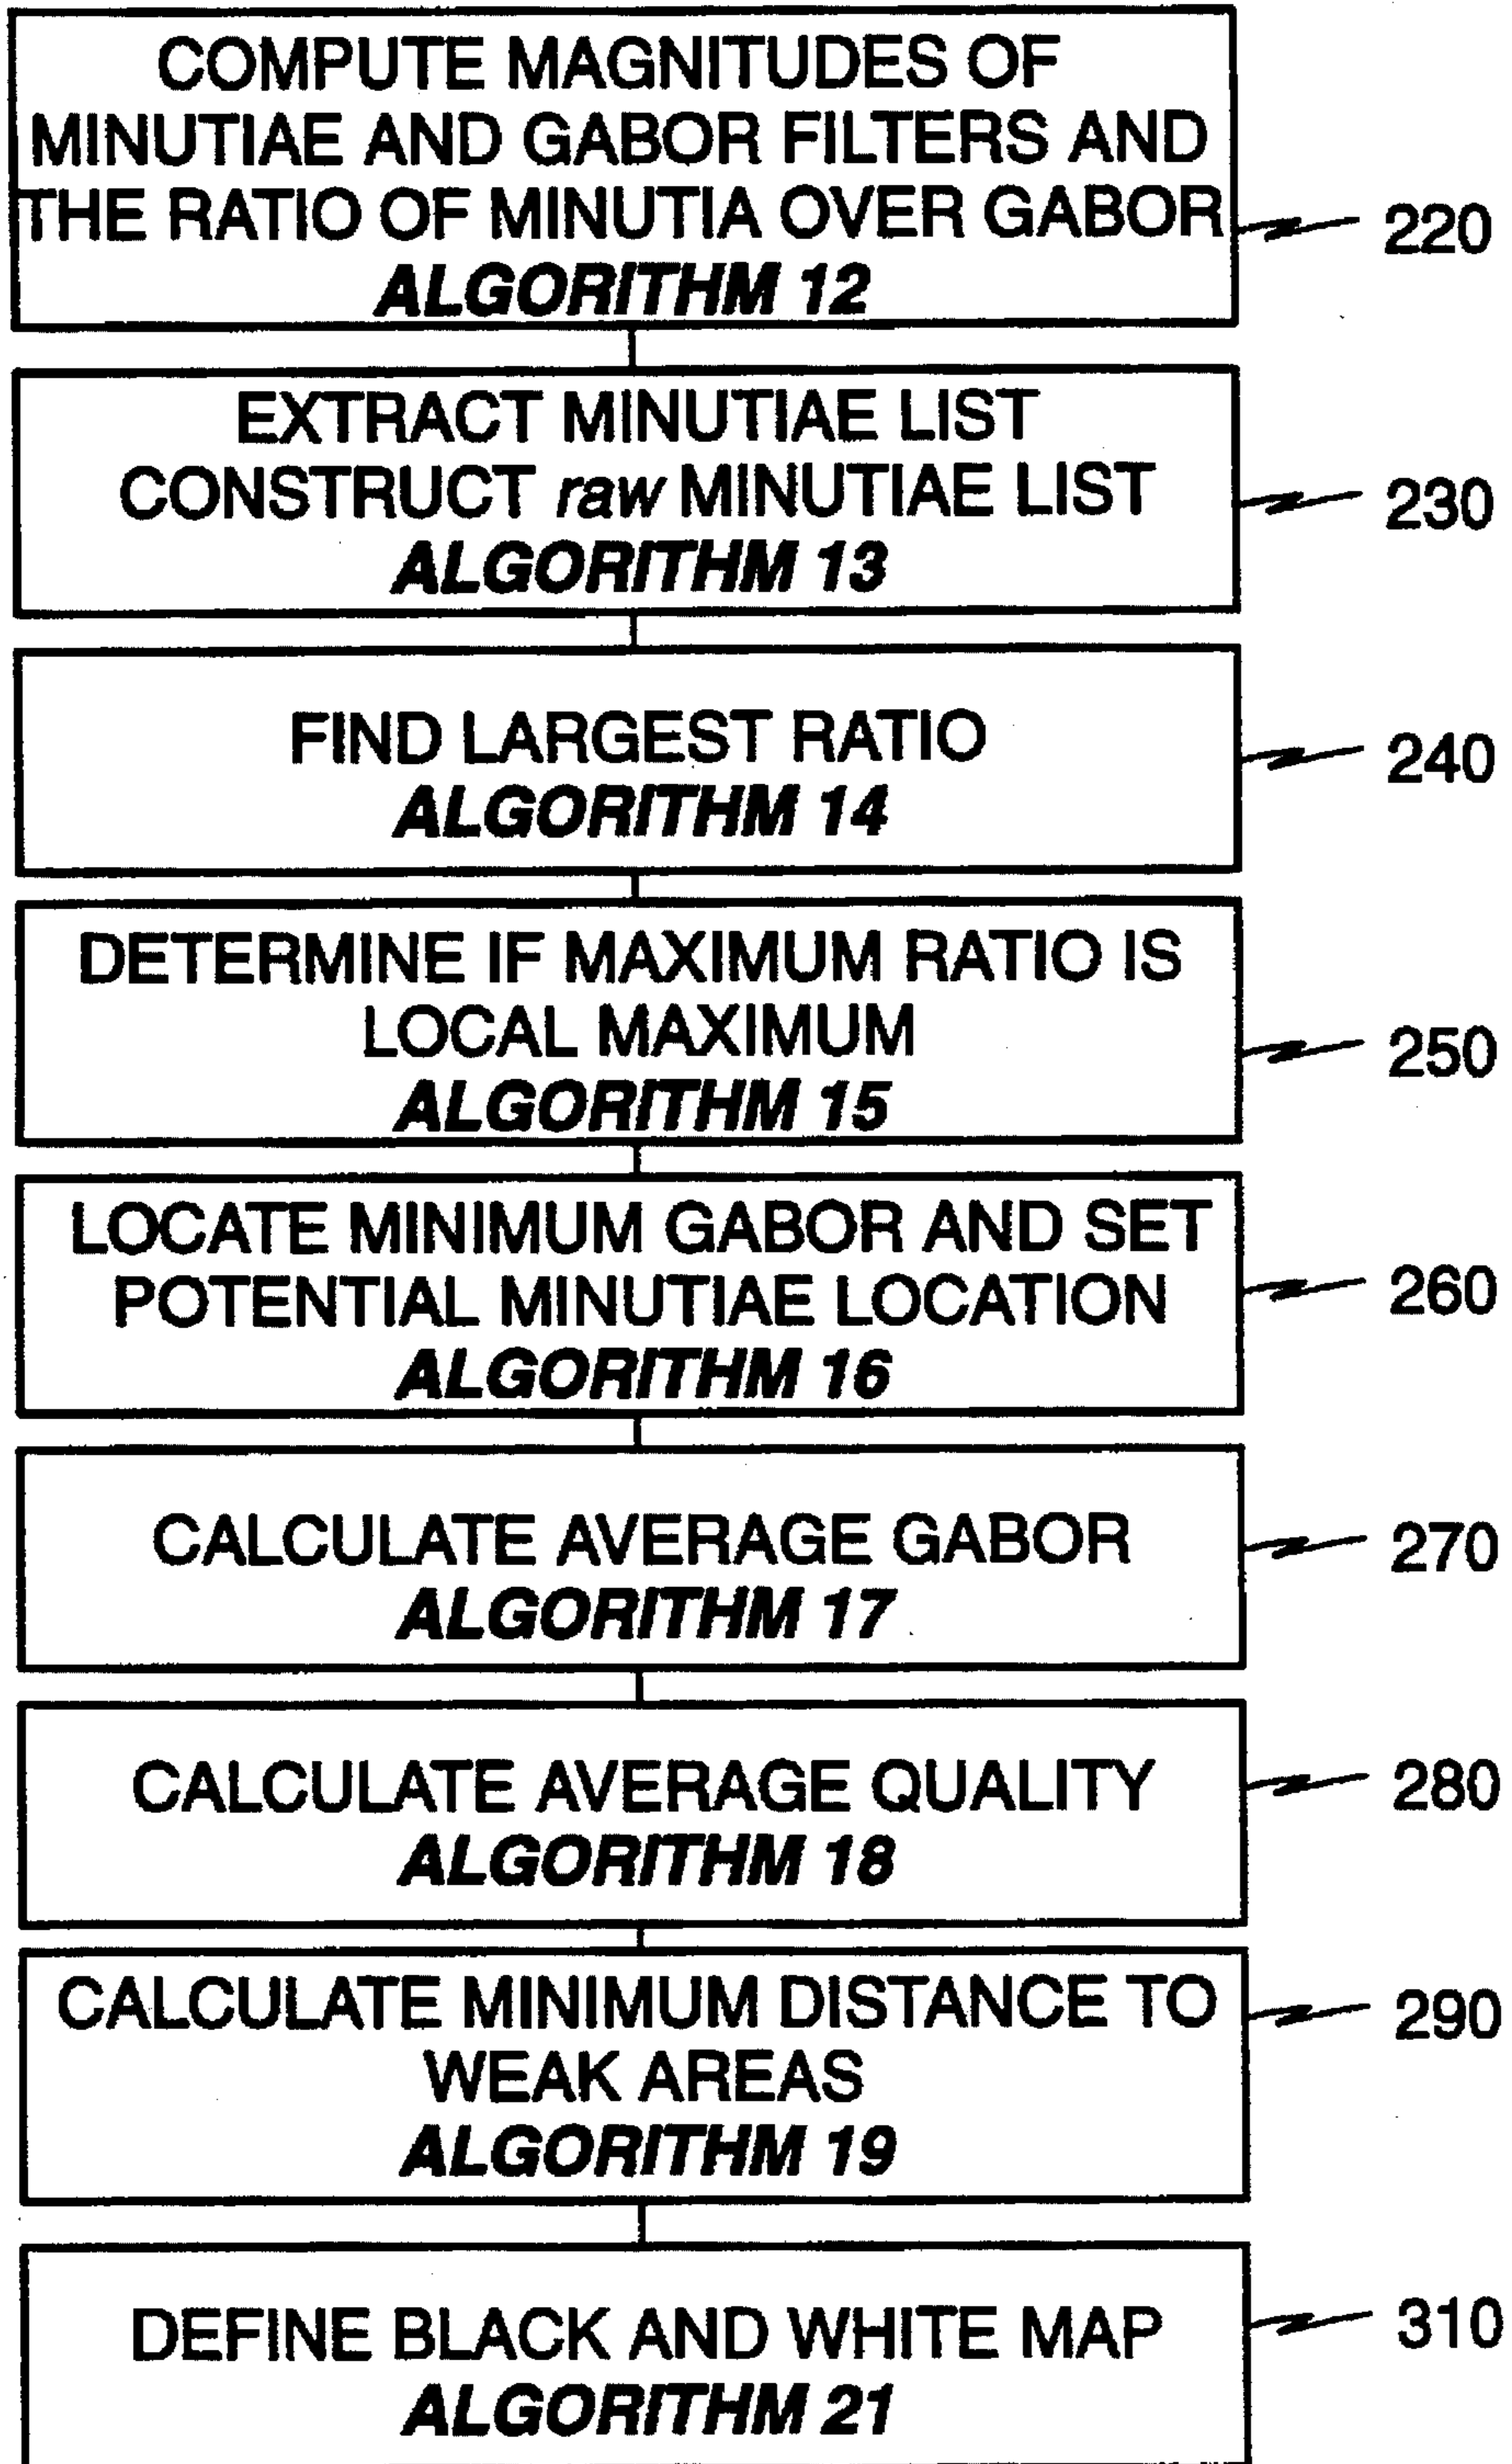 COMPUTE MAGNITUDES OF
MINUTIAE AND GABOR FILTERS AND
THE RATIO OF MINUTIA OVER GABOR
ALGORITHM 12
220
EXTRACT MINUTIAE LIST
CONSTRUCT raw MINUTIAE LIST
ALGORITHM 13
230
FIND LARGEST RATIO
ALGORITHM 14
240
DETERMINE IF MAXIMUM RATIO IS
LOCAL MAXIMUM
ALGORITHM 15
250
LOCATE MINIMUM GABOR AND SET
POTENTIAL MINUTIAE LOCATION
ALGORITHM 16
260
CALCULATE AVERAGE GABOR
ALGORITHM 17
270
CALCULATE AVERAGE QUALITY
ALGORITHM 18
280
CALCULATE MINIMUM DISTANCE TO
WEAK AREAS
ALGORITHM 19
290
DEFINE BLACK AND WHITE MAP
ALGORITHM 21
310